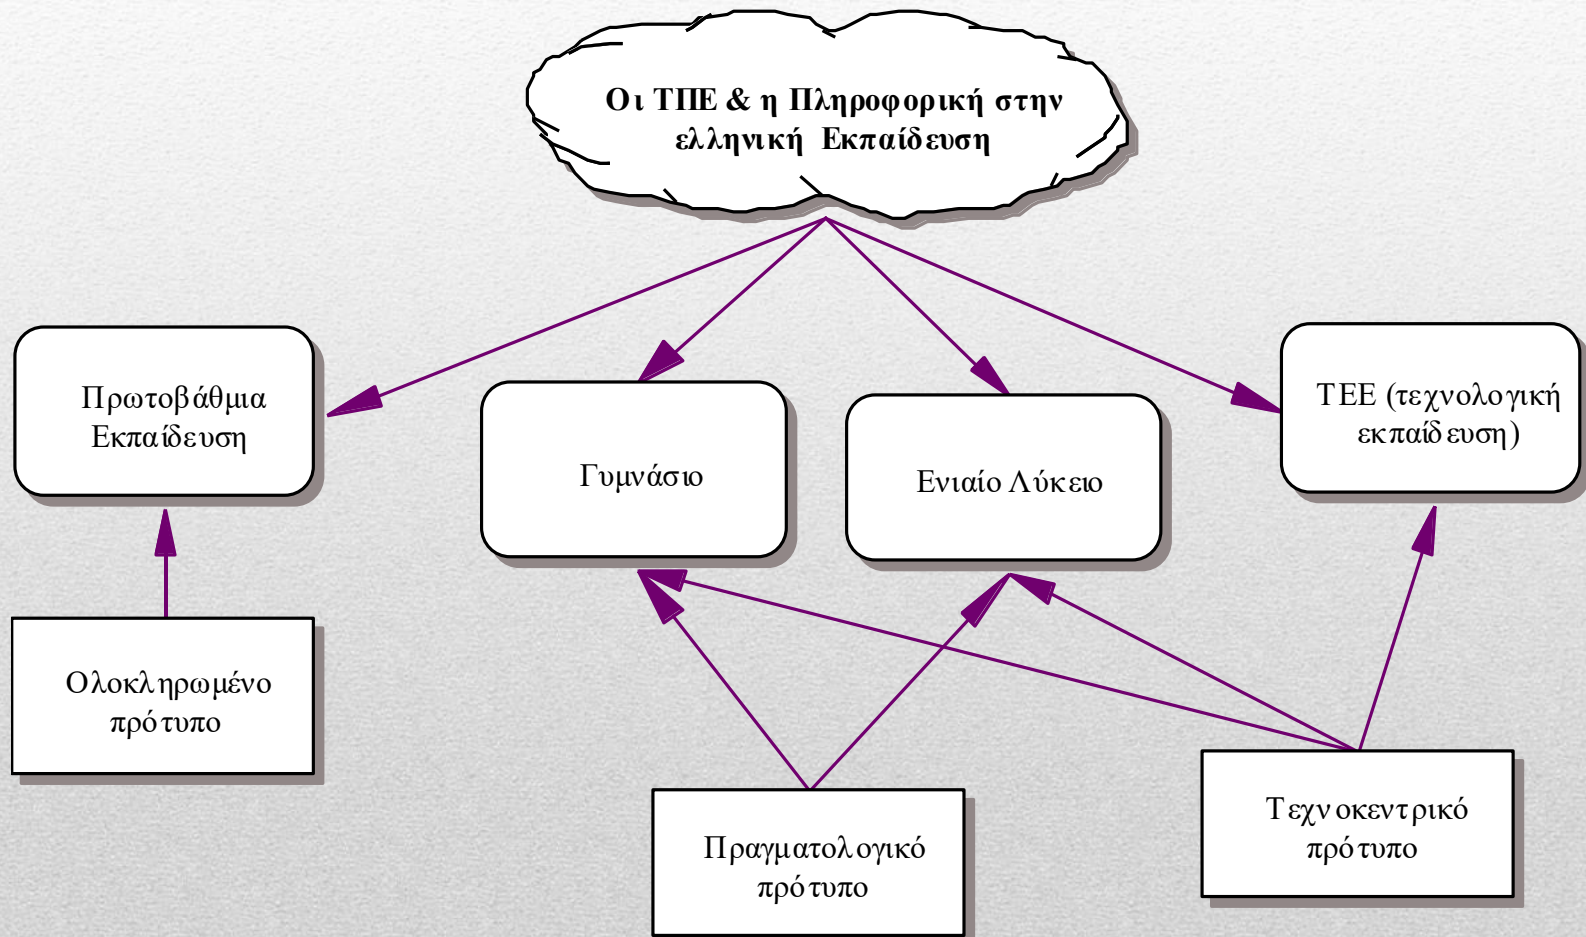 Οι ΤΠΕ & η Πληροφορική στην
ελληνική Εκπαίδευση
Πρωτοβάθμια
Εκπαίδευση
Γυμνάσιο
Ενιαίο Λύκειο
ΤΕΕ (τεχνολογική
εκπαίδευση)
Ολοκληρωμένο
πρότυπο
Πραγματολογικό
πρότυπο
Τεχνοκεντρικό
πρότυπο